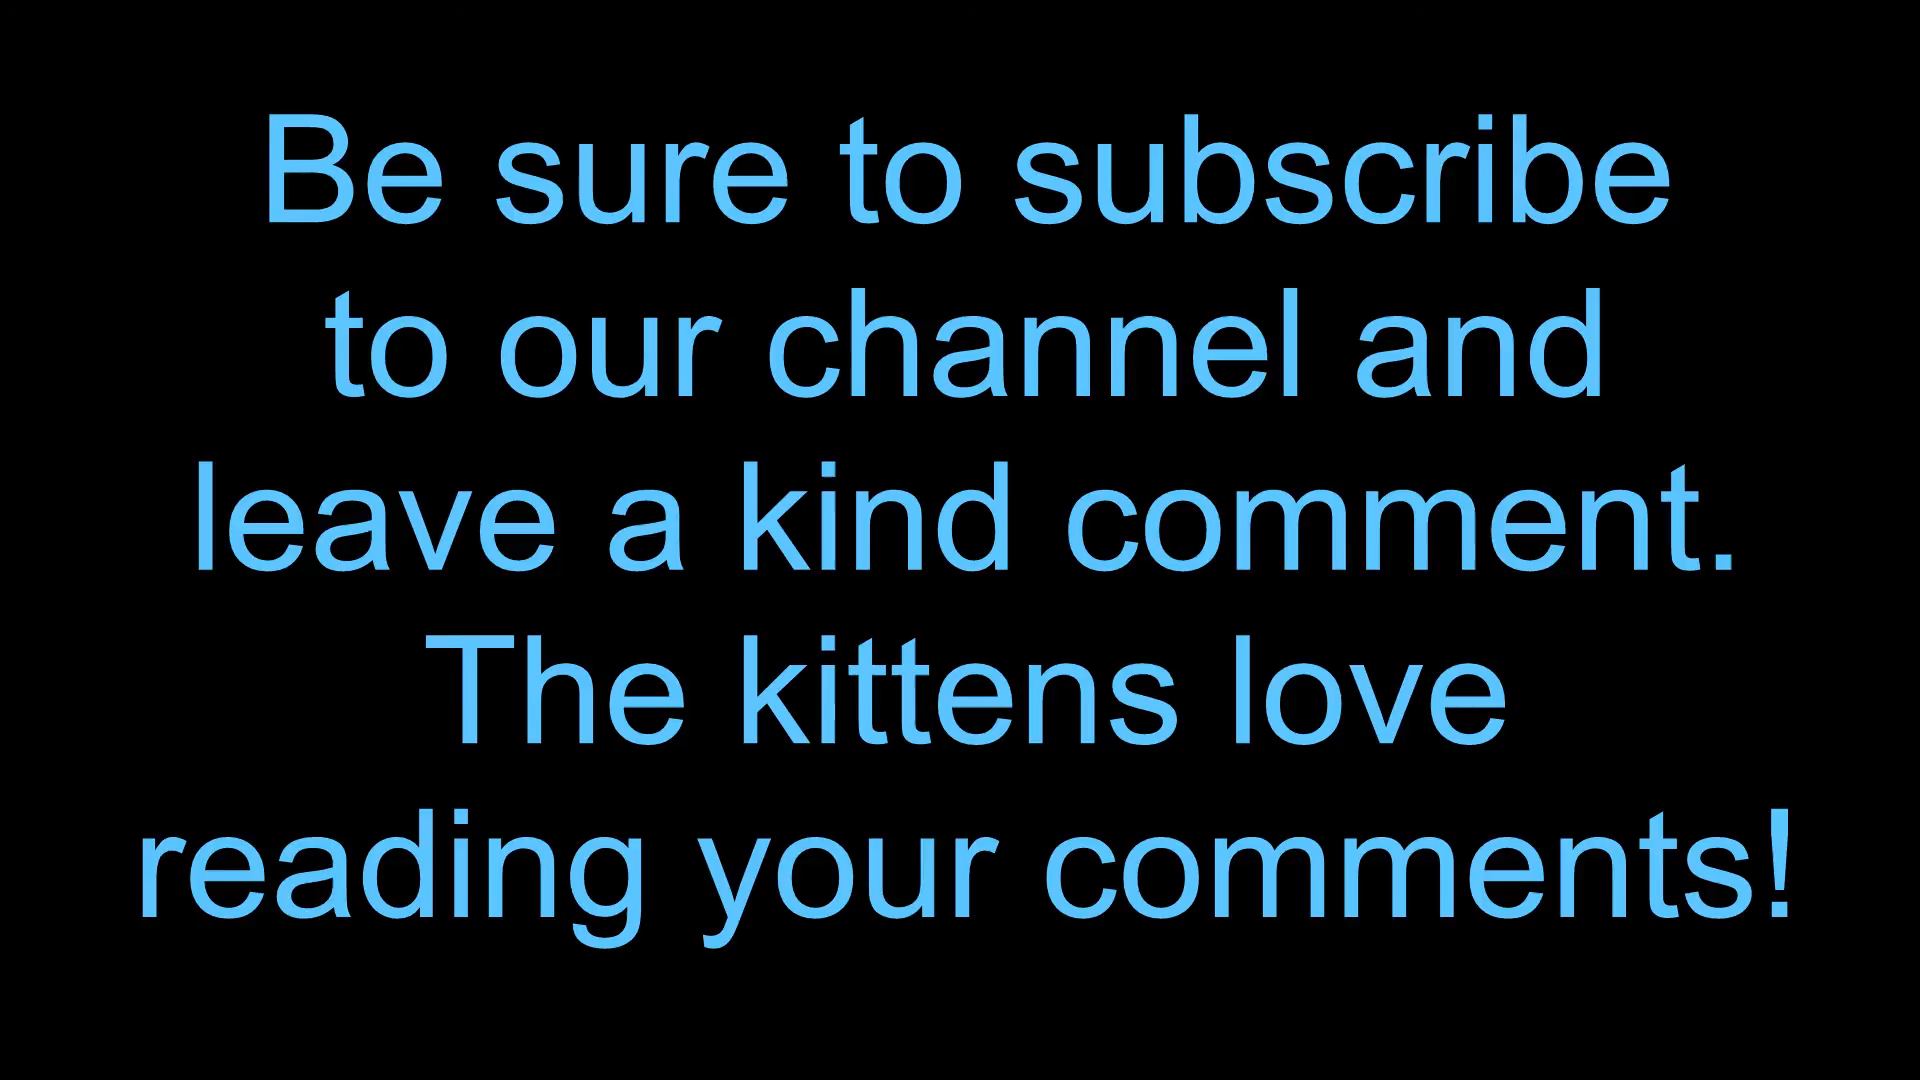 Be sure to subscribe
to our channel and
leave a kind comment.
The kittens love
reading your comments!